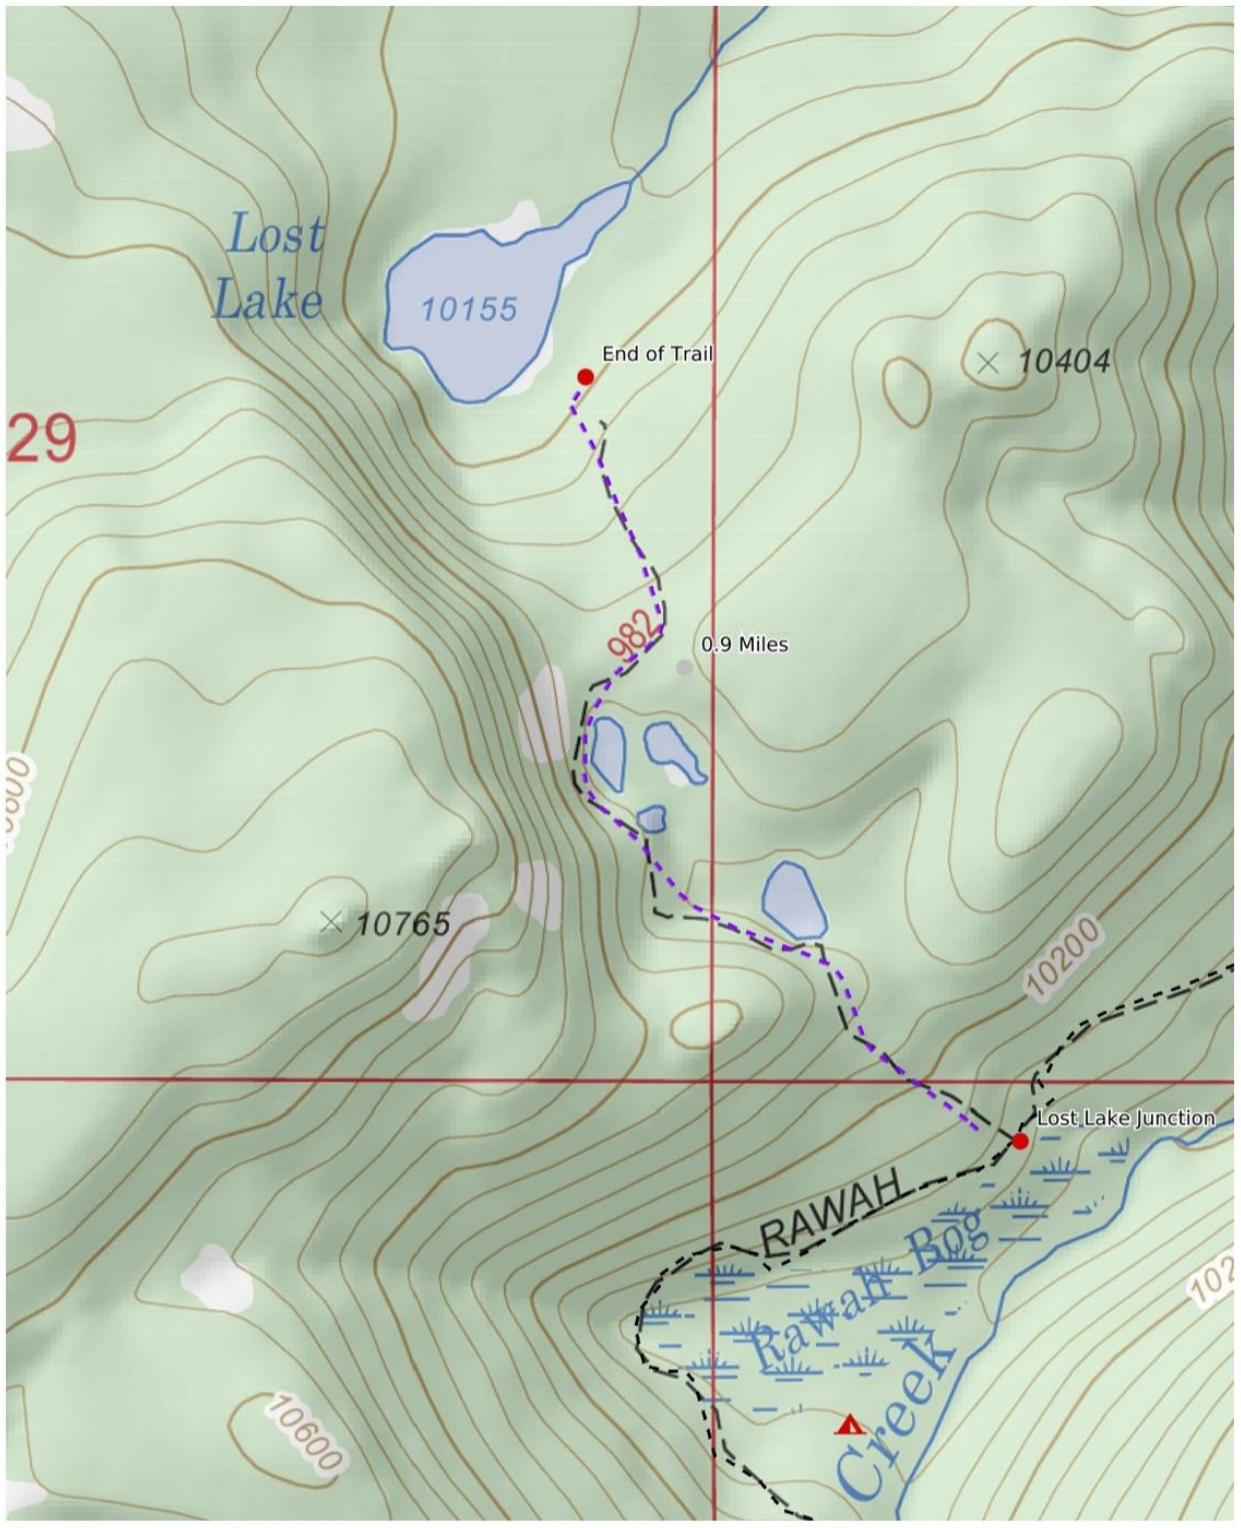 Lost
Lake
10155
End of Trail
10404
29
982
0.9 Miles
10765
10200
Lost Lake Junction
RAWAH
Rawah Bog
Creek
10600